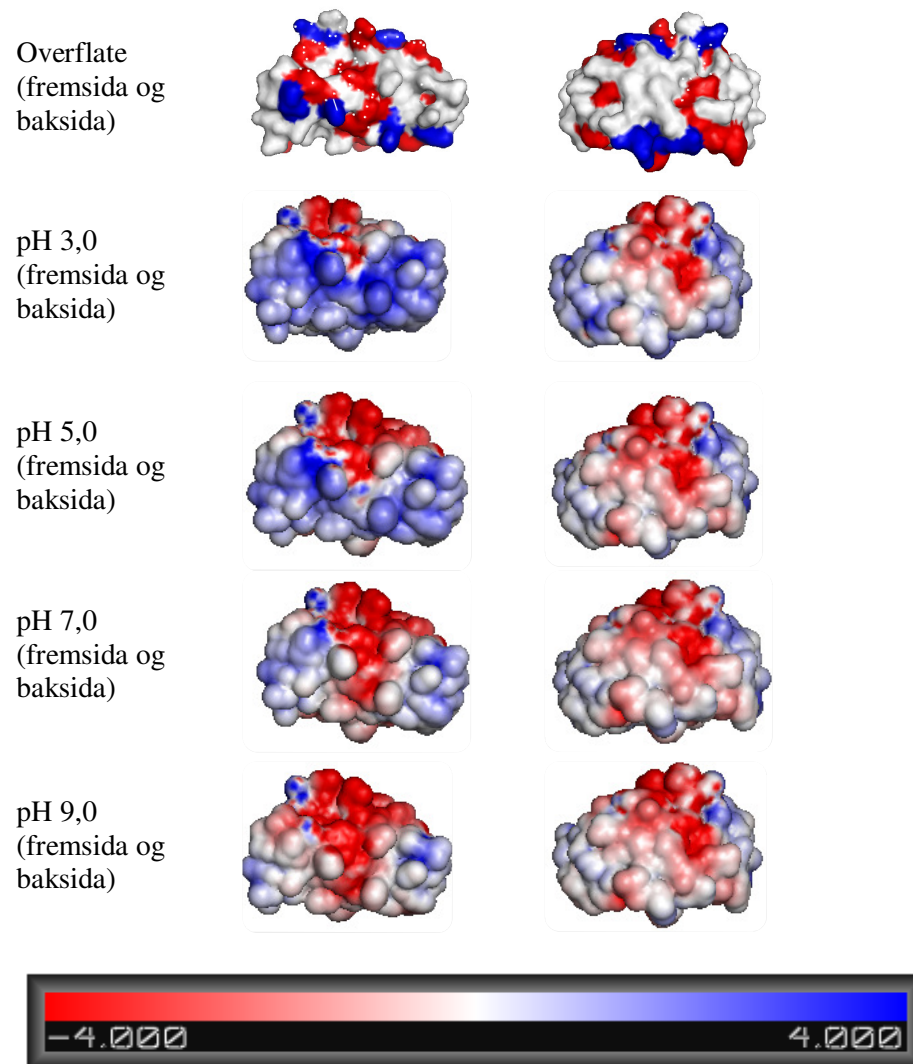 Overflate
(fremsida og
baksida)
pH 3,0
(fremsida og
baksida)
pH 5,0
(fremsida og
baksida)
pH 7,0
(fremsida og
baksida)
pH 9,0
(fremsida og
baksida)
-4.000 4.000